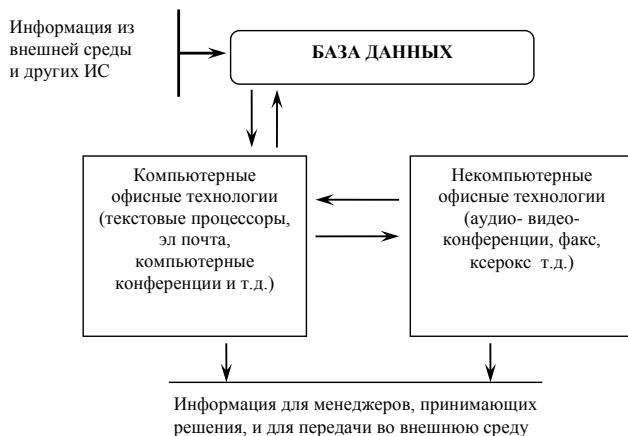 Информация из
внешней среды
и других ИС
БАЗА ДАННЫХ
Компьютерные
офисные технологии
(текстовые процессоры,
эл почта,
компьютерные
конференции и т.д.)
Некомпьютерные
офисные технологии
(аудио- видео-
конференции, факс,
ксерокс т.д.)
Информация для менеджеров, принимающих
решения, и для передачи во внешнюю среду